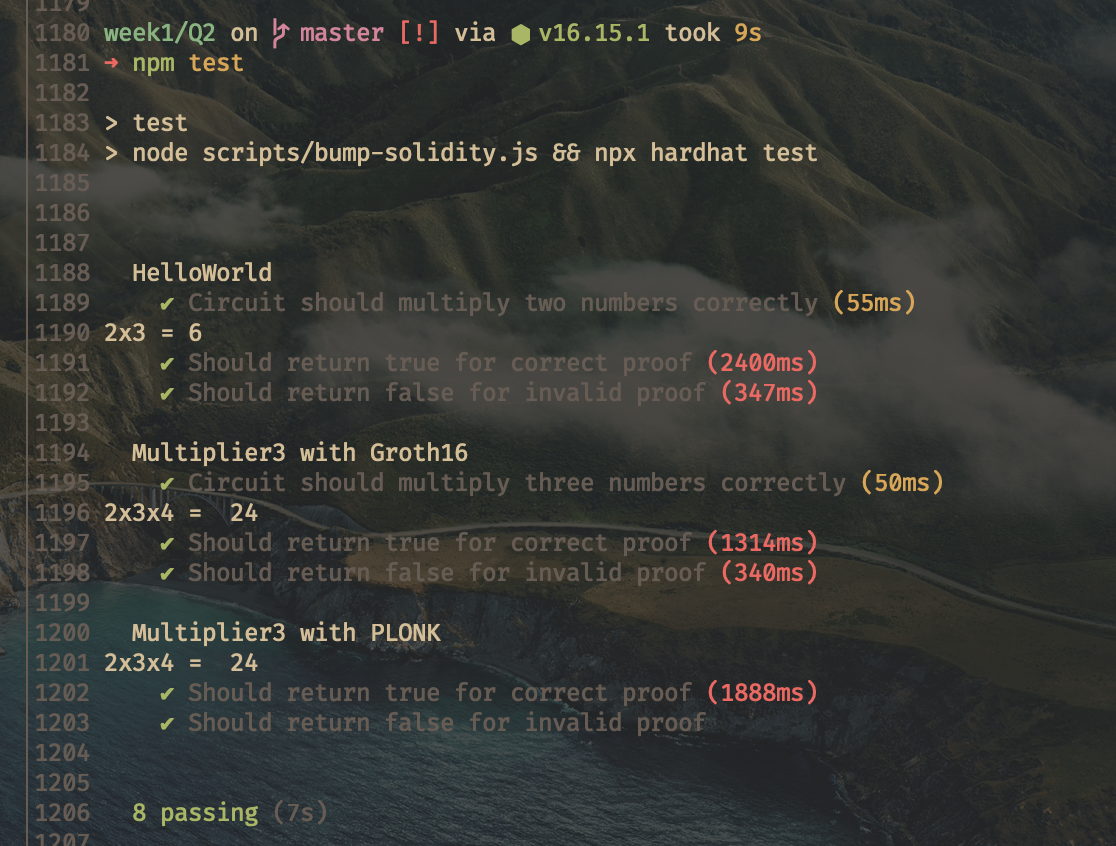 1179
1180 week1/Q2 on master [!] via v16.15.1 took 9s
1181 → npm test
1182
1183 > test
1184 > node scripts/bump-solidity.js && npx hardhat test
1185
1186
1187
1188 HelloWorld
1189 ✔ Circuit should multiply two numbers correctly (55ms)
1190 2x3 = 6
1191 ✔ Should return true for correct proof (2400ms)
1192 ✔ Should return false for invalid proof (347ms)
1193
1194 Multiplier3 with Groth16
1195 ✔ Circuit should multiply three numbers correctly (50ms)
1196 2x3x4 =  24
1197 ✔ Should return true for correct proof (1314ms)
1198 ✔ Should return false for invalid proof (340ms)
1199
1200 Multiplier3 with PLONK
1201 2x3x4 =  24
1202 ✔ Should return true for correct proof (1888ms)
1203 ✔ Should return false for invalid proof
1204
1205
1206 8 passing (7s)
1207